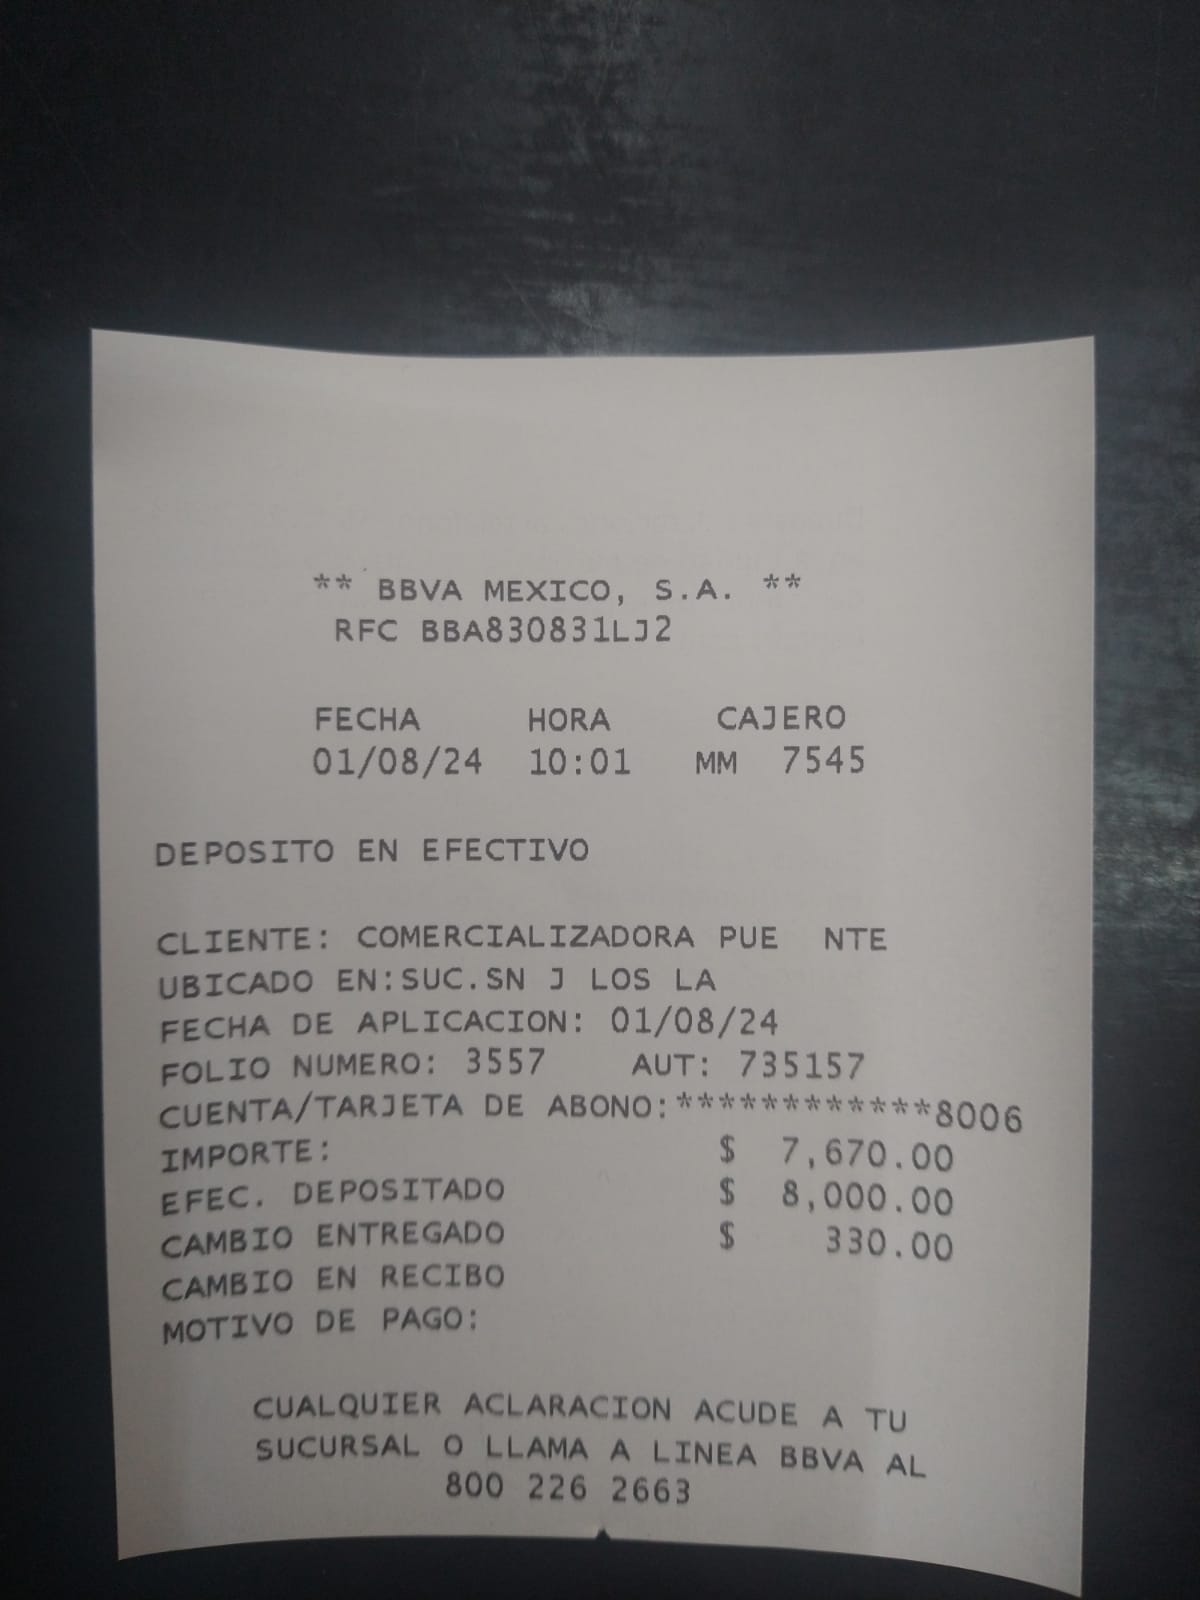 ** BBVA MEXICO, S.A. **
RFC BBA830831LJ2
FECHA HORA CAJERO
01/08/24 10:01 MM 7545
DEPOSITO EN EFECTIVO
CLIENTE: COMERCIALIZADORA PUE NTE
UBICADO EN:SUC.SN J LOS LA
FECHA DE APLICACION: 01/08/24
FOLIO NUMERO: 3557 AUT: 735157
CUENTA/TARJETA DE ABONO:************8006
IMPORTE: $ 7,670.00
EFEC. DEPOSITADO $ 8,000.00
CAMBIO ENTREGADO $ 330.00
CAMBIO EN RECIBO
MOTIVO DE PAGO:
CUALQUIER ACLARACION ACUDE A TU
SUCURSAL O LLAMA A LINEA BBVA AL
800 226 2663